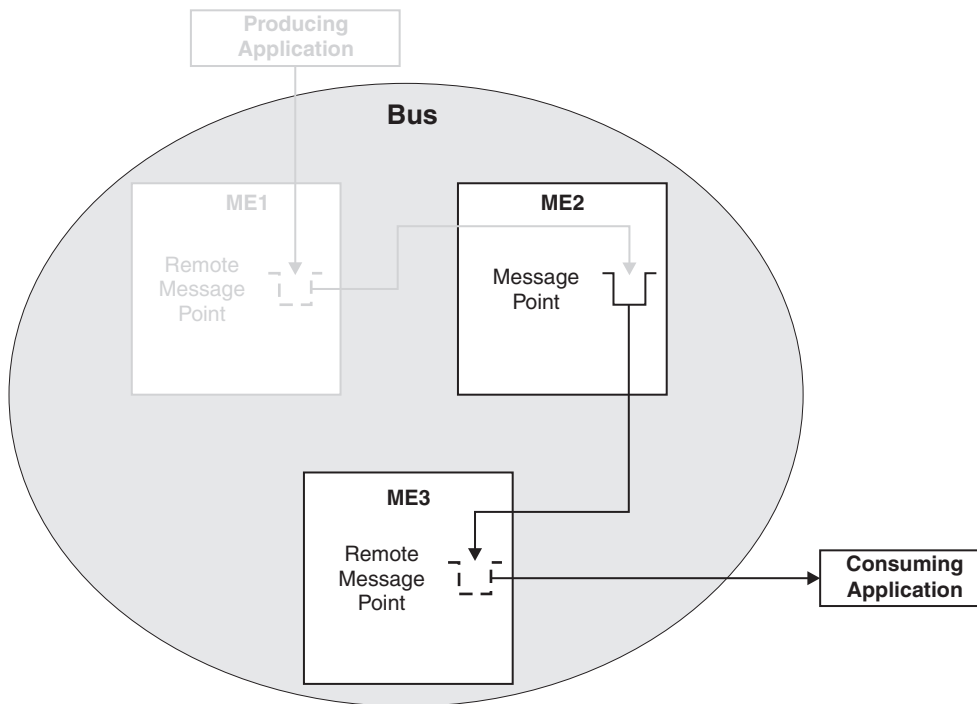 Producing
Application
Bus
ME1
Remote
Message
Point
ME2
Message
Point
ME3
Remote
Message
Point
Consuming
Application